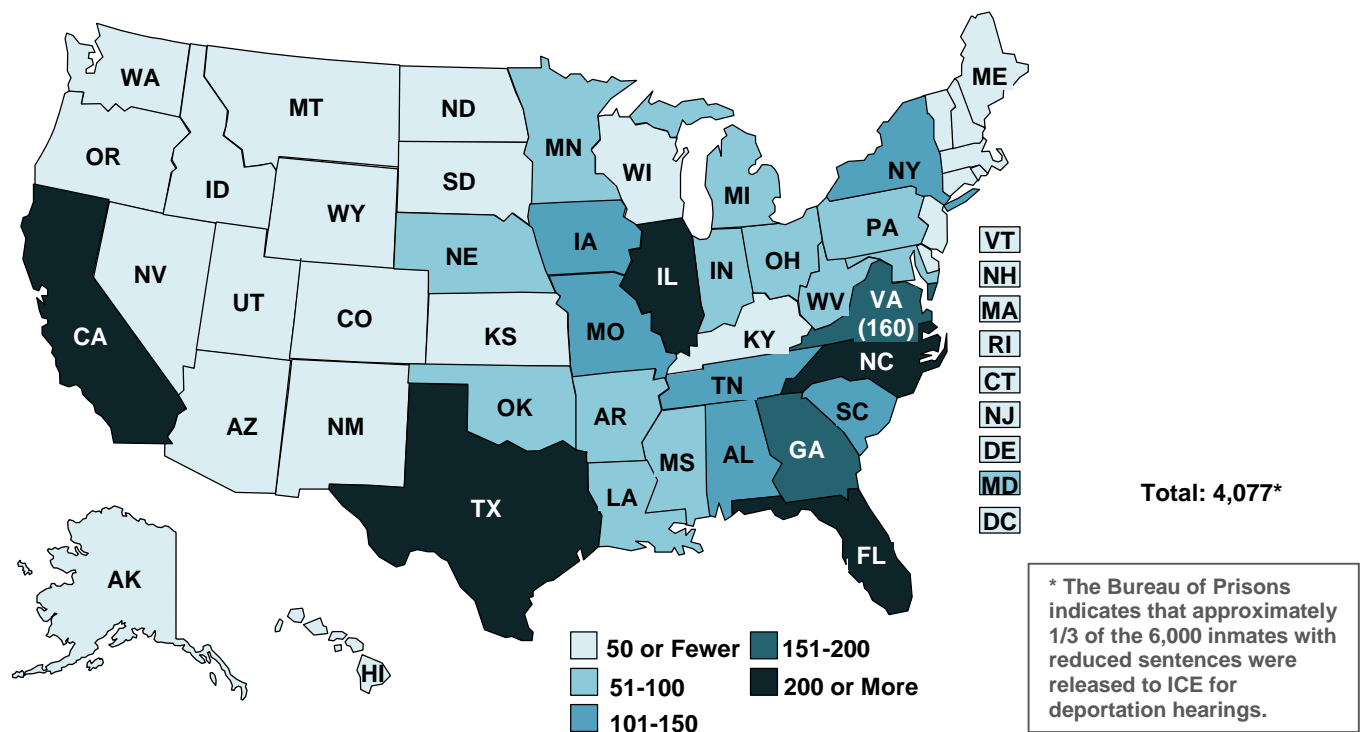 WA
MT
ND
MN
ME
OR
ID
SD
WI
NY
WY
MI
NV
NE
IA
PA
VT
UT
CO
IL
IN
OH
NH
CA
KS
MO
WV
VA
(160)
MA
KY
RI
NC
CT
AZ
NM
OK
AR
TN
SC
NJ
MS
AL
GA
DE
TX
LA
MD
Total: 4,077*
DC
FL
AK
HI
50 or Fewer
151-200
51-100
200 or More
101-150
* The Bureau of Prisons
indicates that approximately
1/3 of the 6,000 inmates with
reduced sentences were
released to ICE for
deportation hearings.